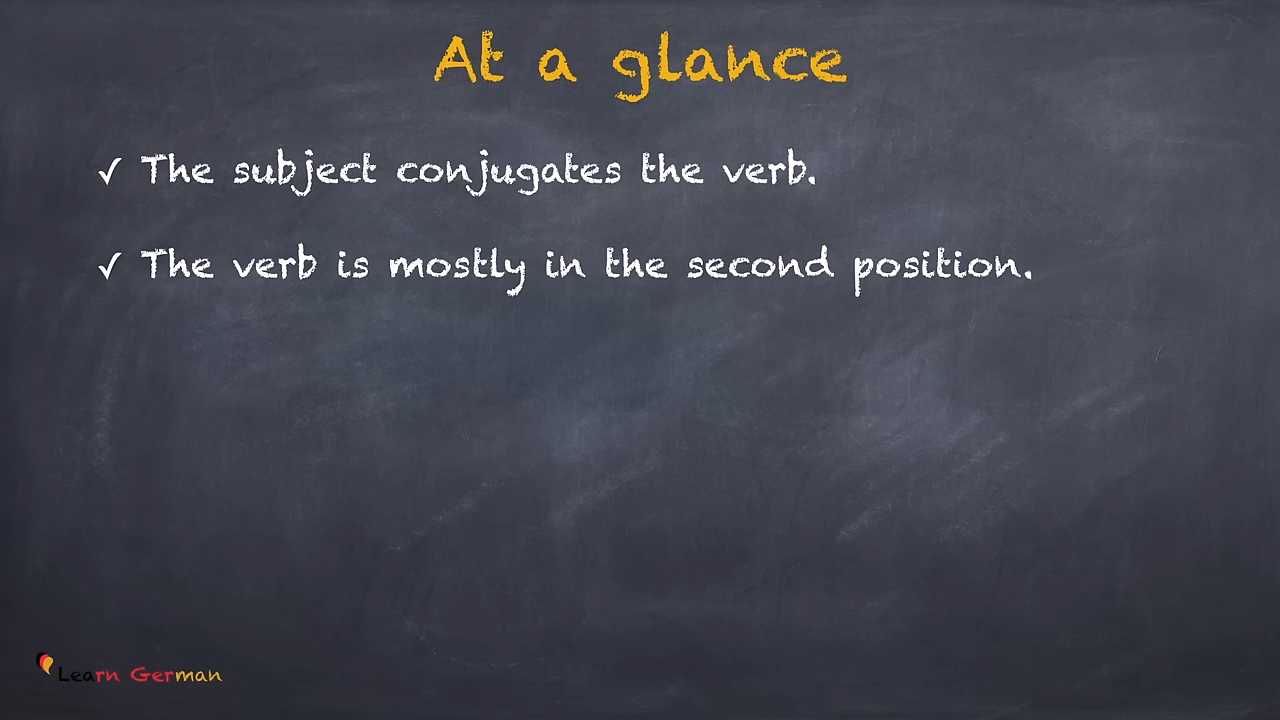 At a glance
✓ The subject conjugates the verb.
✓ The verb is mostly in the second position.
Learn German